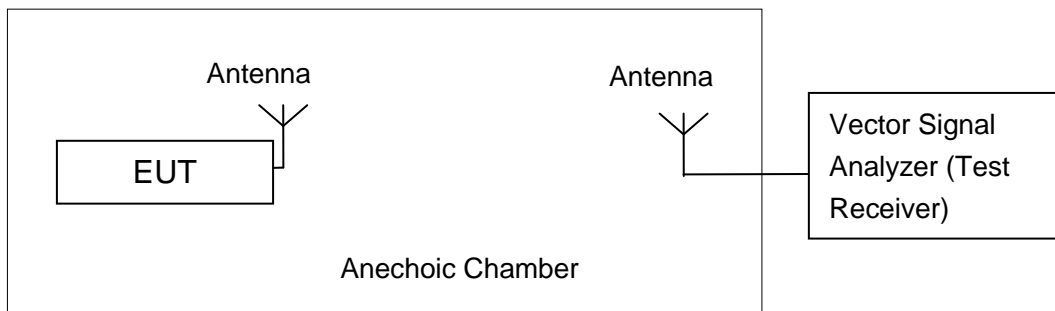 Antenna
Antenna
EUT
Vector Signal
Analyzer (Test
Receiver)
Anechoic Chamber